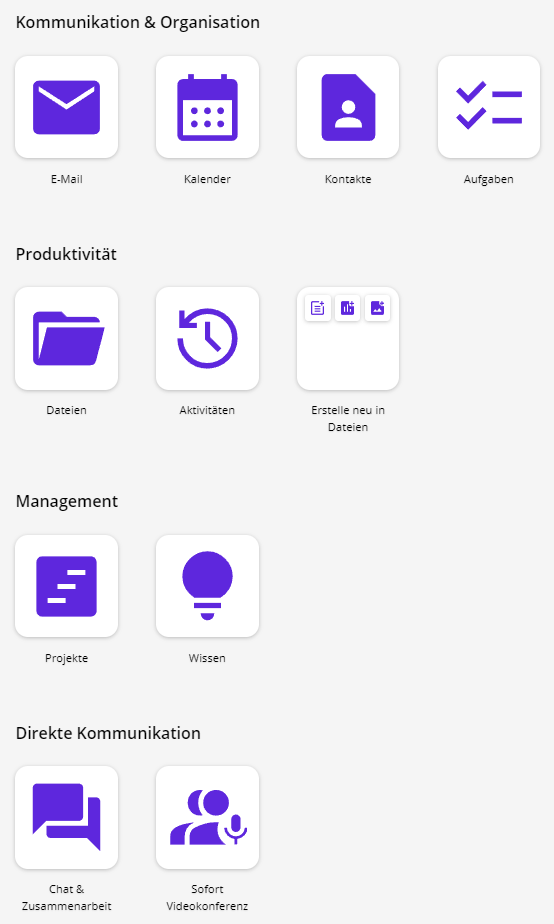 Kommunikation & Organisation
E-Mail
Kalender
Kontakte
Aufgaben
Produktivität
Dateien
Aktivitäten
Erstelle neu in
Dateien
Management
Projekte
Wissen
Direkte Kommunikation
Chat &
Zusammenarbeit
Sofort
Videokonferenz